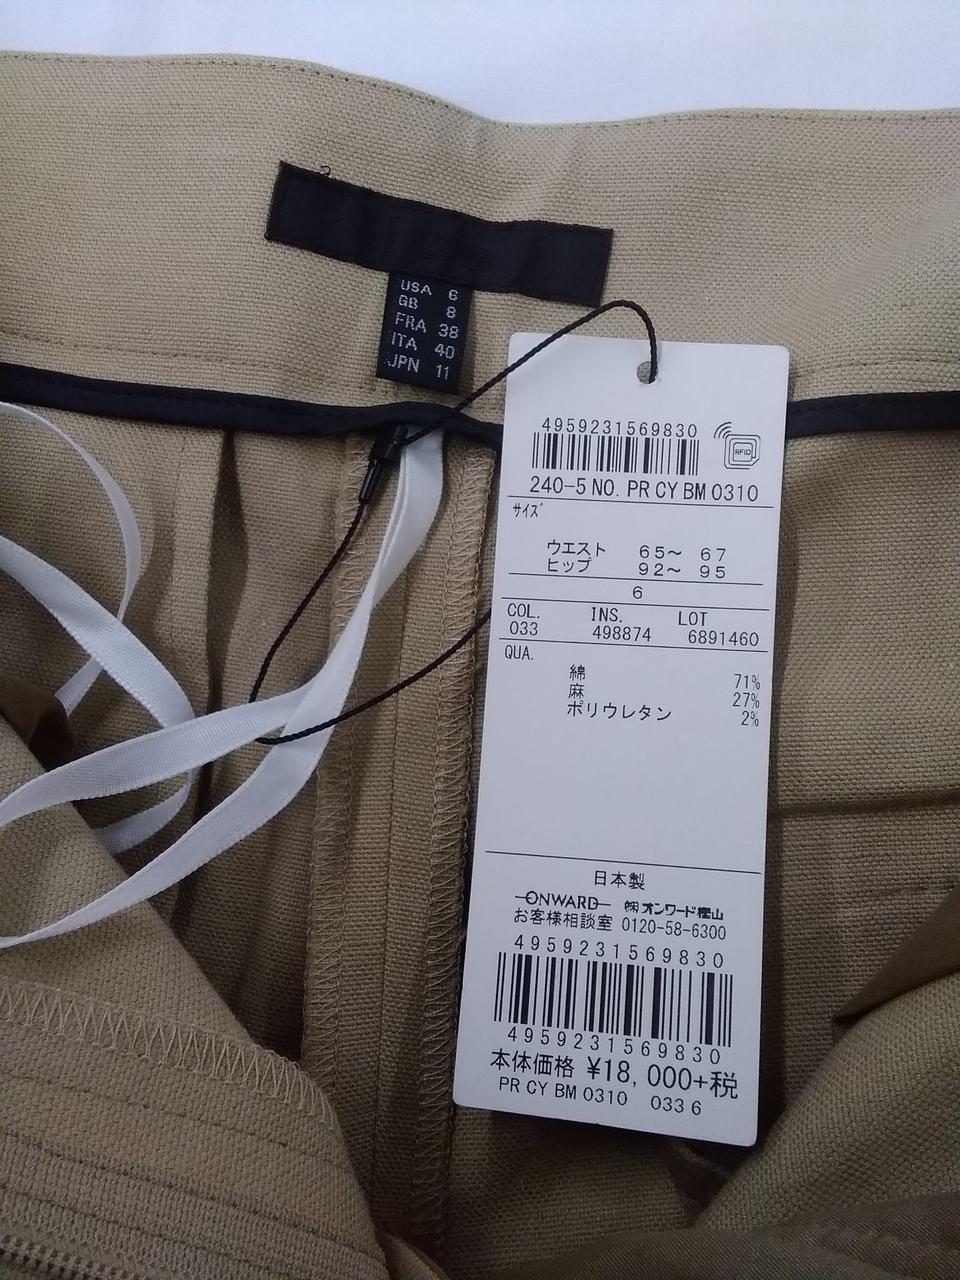 USA 6
GB 8
FRA 38
ITA 40
JPN 11
4959231569830
RFID
240-5 NO. PR CY BM 0310
サイズ
ウエスト 65～ 67
ヒップ 92～ 95
6
COL. INS. LOT
033 498874 6891460
QUA.
綿 71%
麻 27%
ポリウレタン 2%
日本製
ONWARD ㈱オンワード樫山
お客様相談室 0120-58-6300
4959231569830
4959231569830
本体価格 ¥18,000+税
PR CY BM 0310 033 6